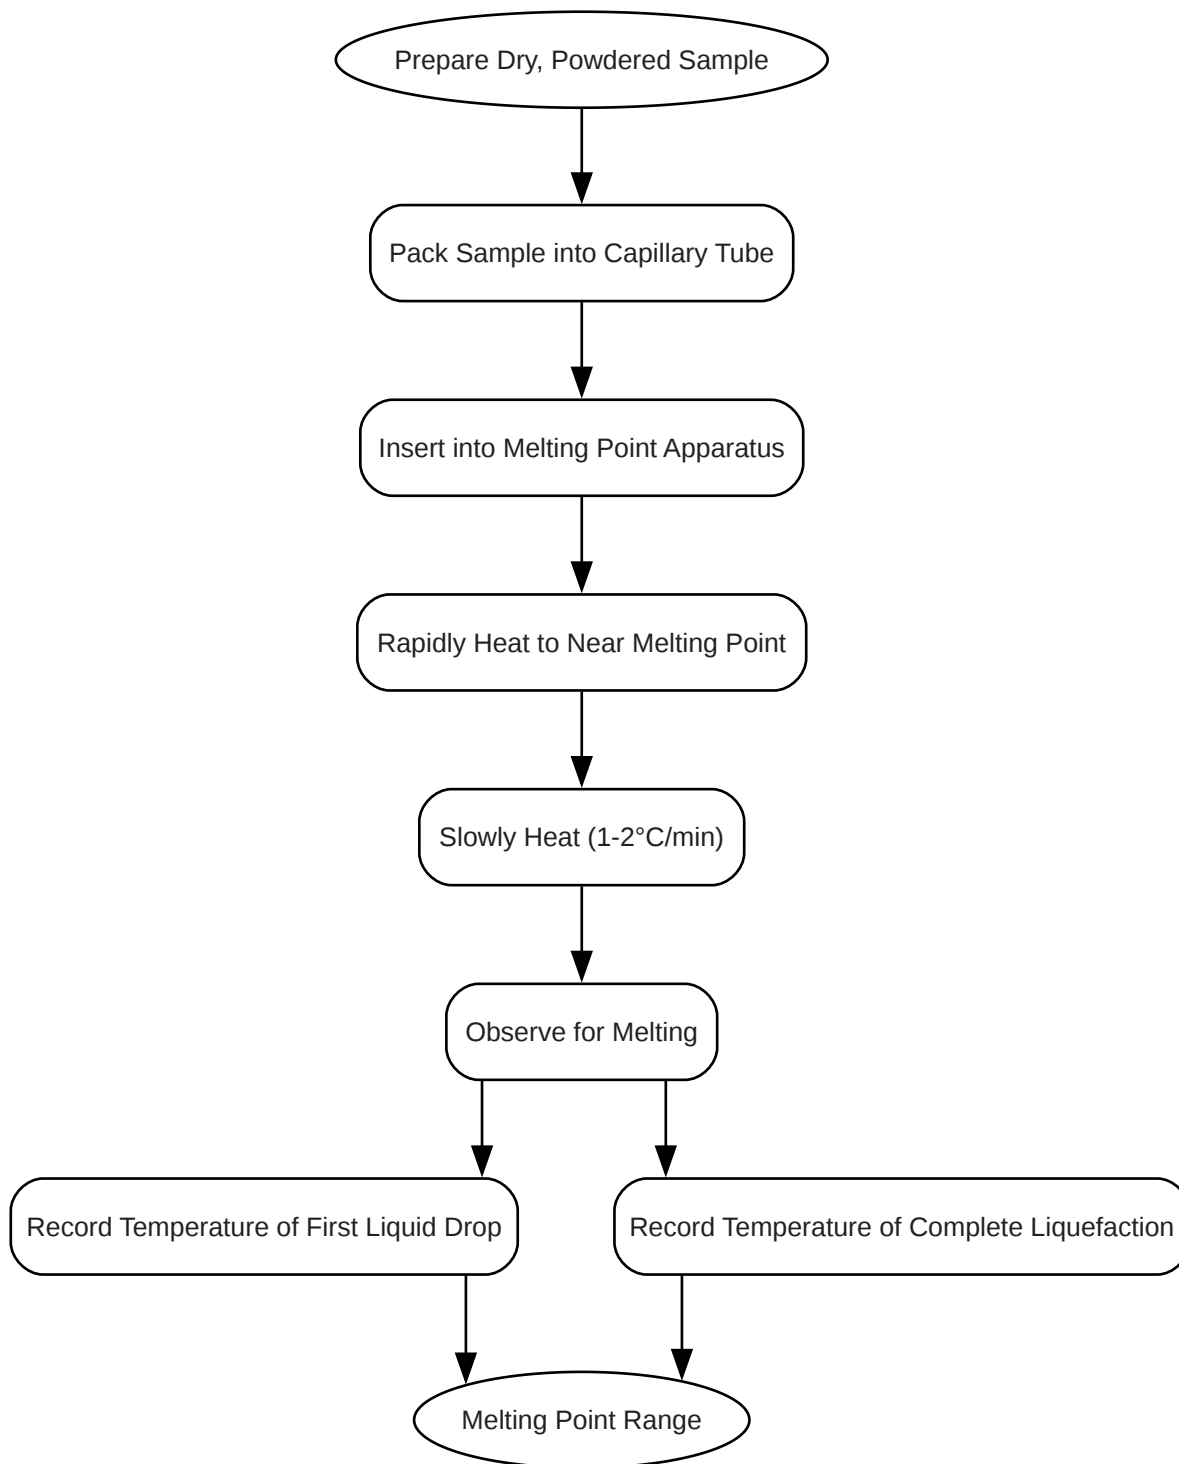 Prepare Dry, Powdered Sample
Pack Sample into Capillary Tube
Insert into Melting Point Apparatus
Rapidly Heat to Near Melting Point
Slowly Heat (1-2°C/min)
Observe for Melting
Record Temperature of First Liquid Drop
Record Temperature of Complete Liquefaction
Melting Point Range